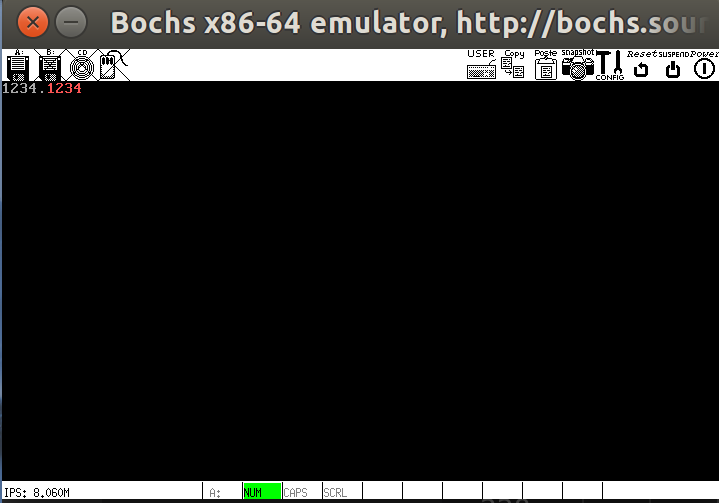 Bochs x86-64 emulator, http://bochs.sour
A: B: CD USER Copy Paste snapshot CONFIG Reset SUSPEND Power
1234.1234
IPS: 8.060M A: NUM CAPS SCRL